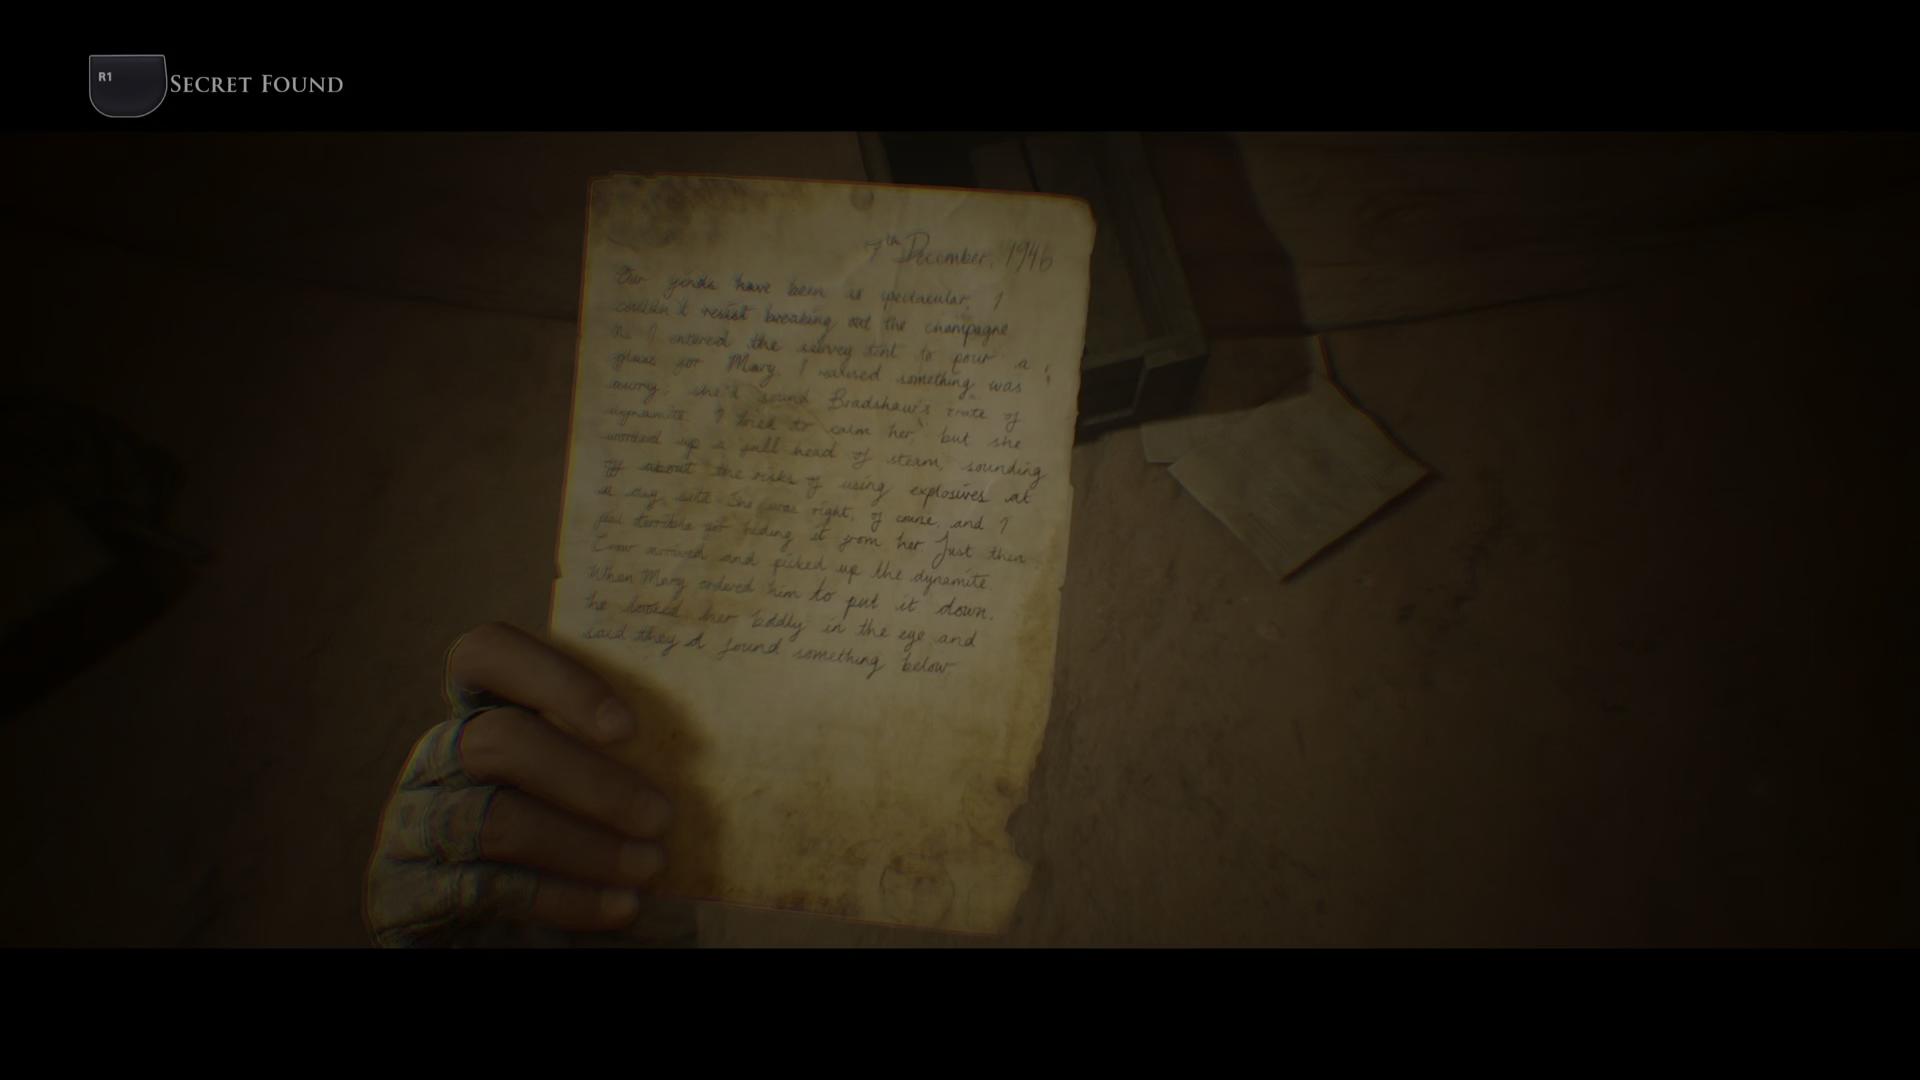 R1
SECRET FOUND
7th December, 1946
Our finds have been so spectacular, I
couldn't resist breaking out the champagne
As I entered the survey tent to pour a
glass for Mary, I sensed something was
wrong; she'd found Bradshaw's crate of
dynamite. I tried to calm her, but she
worked up a full head of steam, sounding
off about the risks of using explosives at
a dig site. She was right, of course, and I
feel terrible for hiding it from her. Just then
Crow arrived and picked up the dynamite.
When Mary ordered him to put it down,
he looked her oddly in the eye and
said they'd found something below